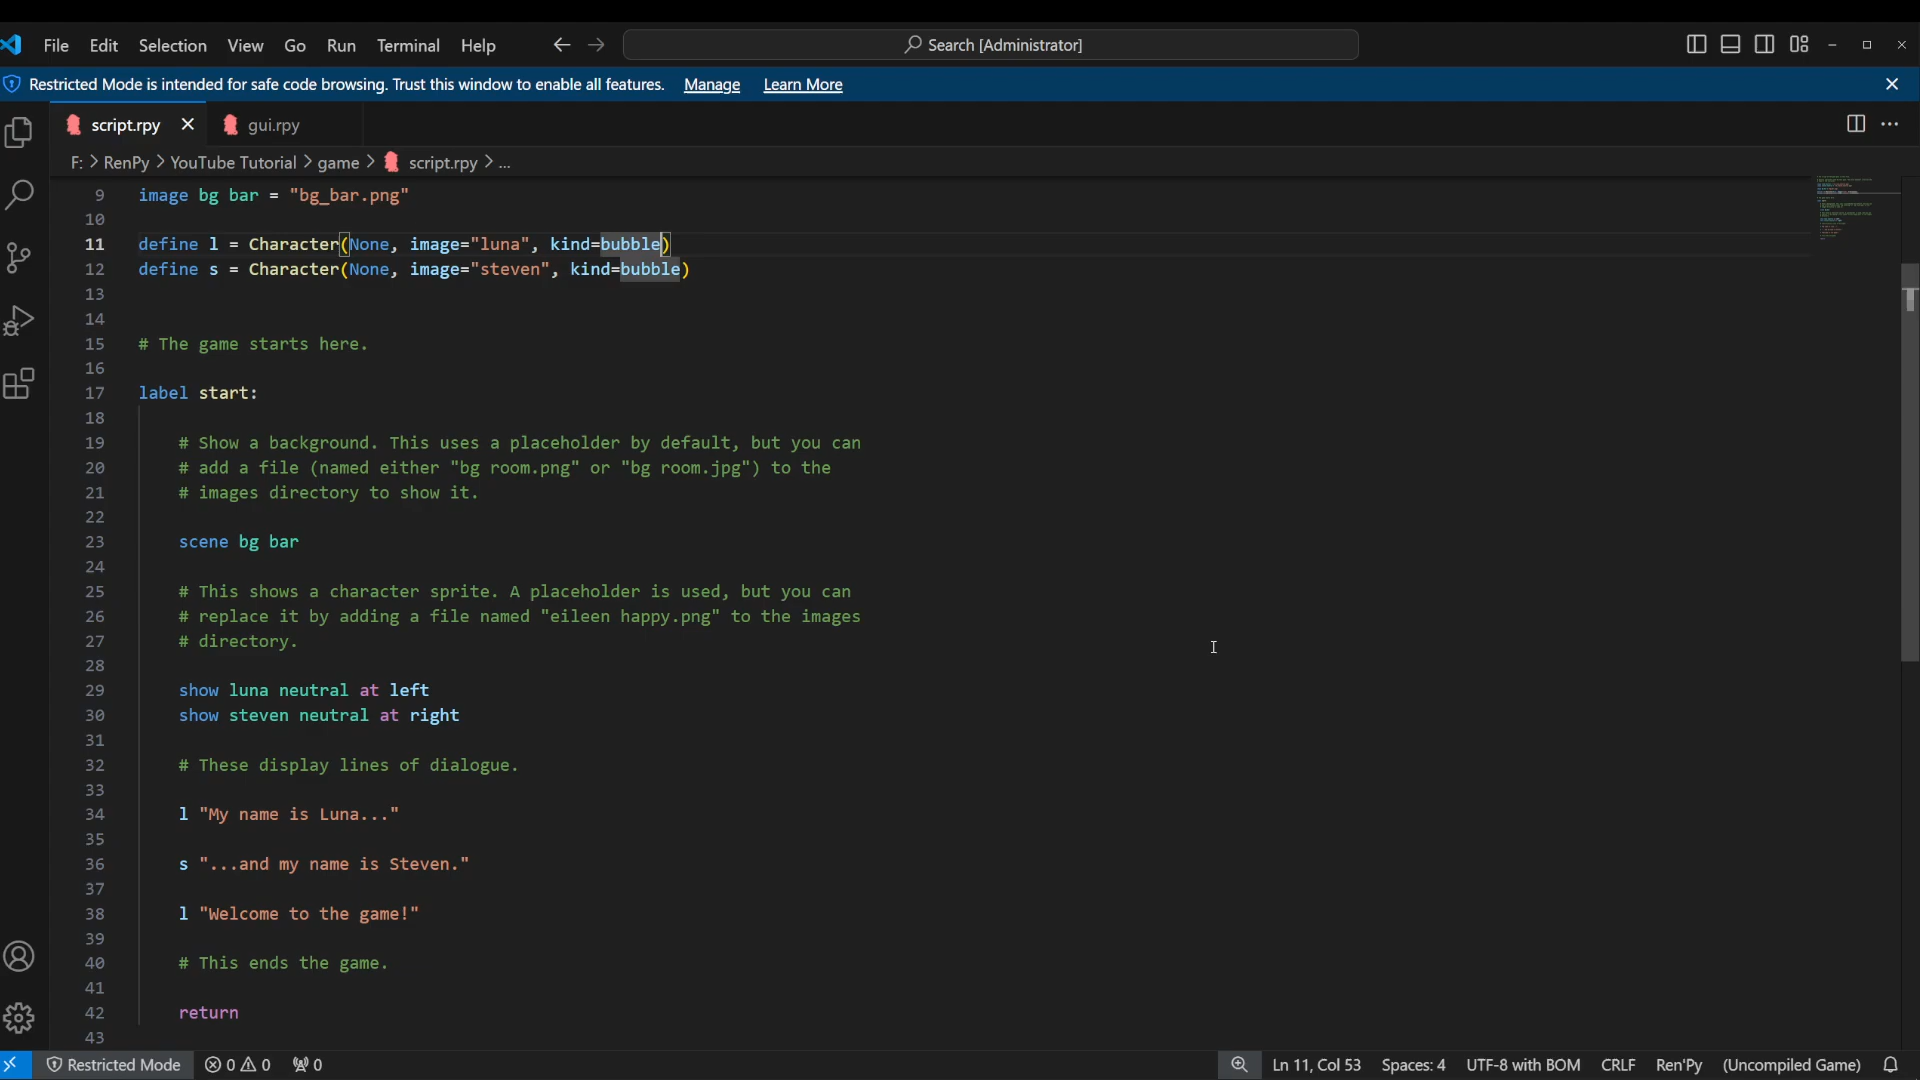 File Edit Selection View Go Run Terminal Help Search [Administrator]
Restricted Mode is intended for safe code browsing. Trust this window to enable all features. Manage Learn More
script.rpy gui.rpy
F: > RenPy > YouTube Tutorial > game > script.rpy > ...
9 image bg bar = "bg_bar.png"
10
11 define l = Character(None, image="luna", kind=bubble)
12 define s = Character(None, image="steven", kind=bubble)
13
14
15 # The game starts here.
16
17 label start:
18
19 # Show a background. This uses a placeholder by default, but you can
20 # add a file (named either "bg room.png" or "bg room.jpg") to the
21 # images directory to show it.
22
23 scene bg bar
24
25 # This shows a character sprite. A placeholder is used, but you can
26 # replace it by adding a file named "eileen happy.png" to the images
27 # directory.
28
29 show luna neutral at left
30 show steven neutral at right
31
32 # These display lines of dialogue.
33
34 l "My name is Luna..."
35
36 s "...and my name is Steven."
37
38 l "Welcome to the game!"
39
40 # This ends the game.
41
42 return
43
Restricted Mode 0 0 0 Ln 11, Col 53 Spaces: 4 UTF-8 with BOM CRLF Ren'Py (Uncompiled Game)